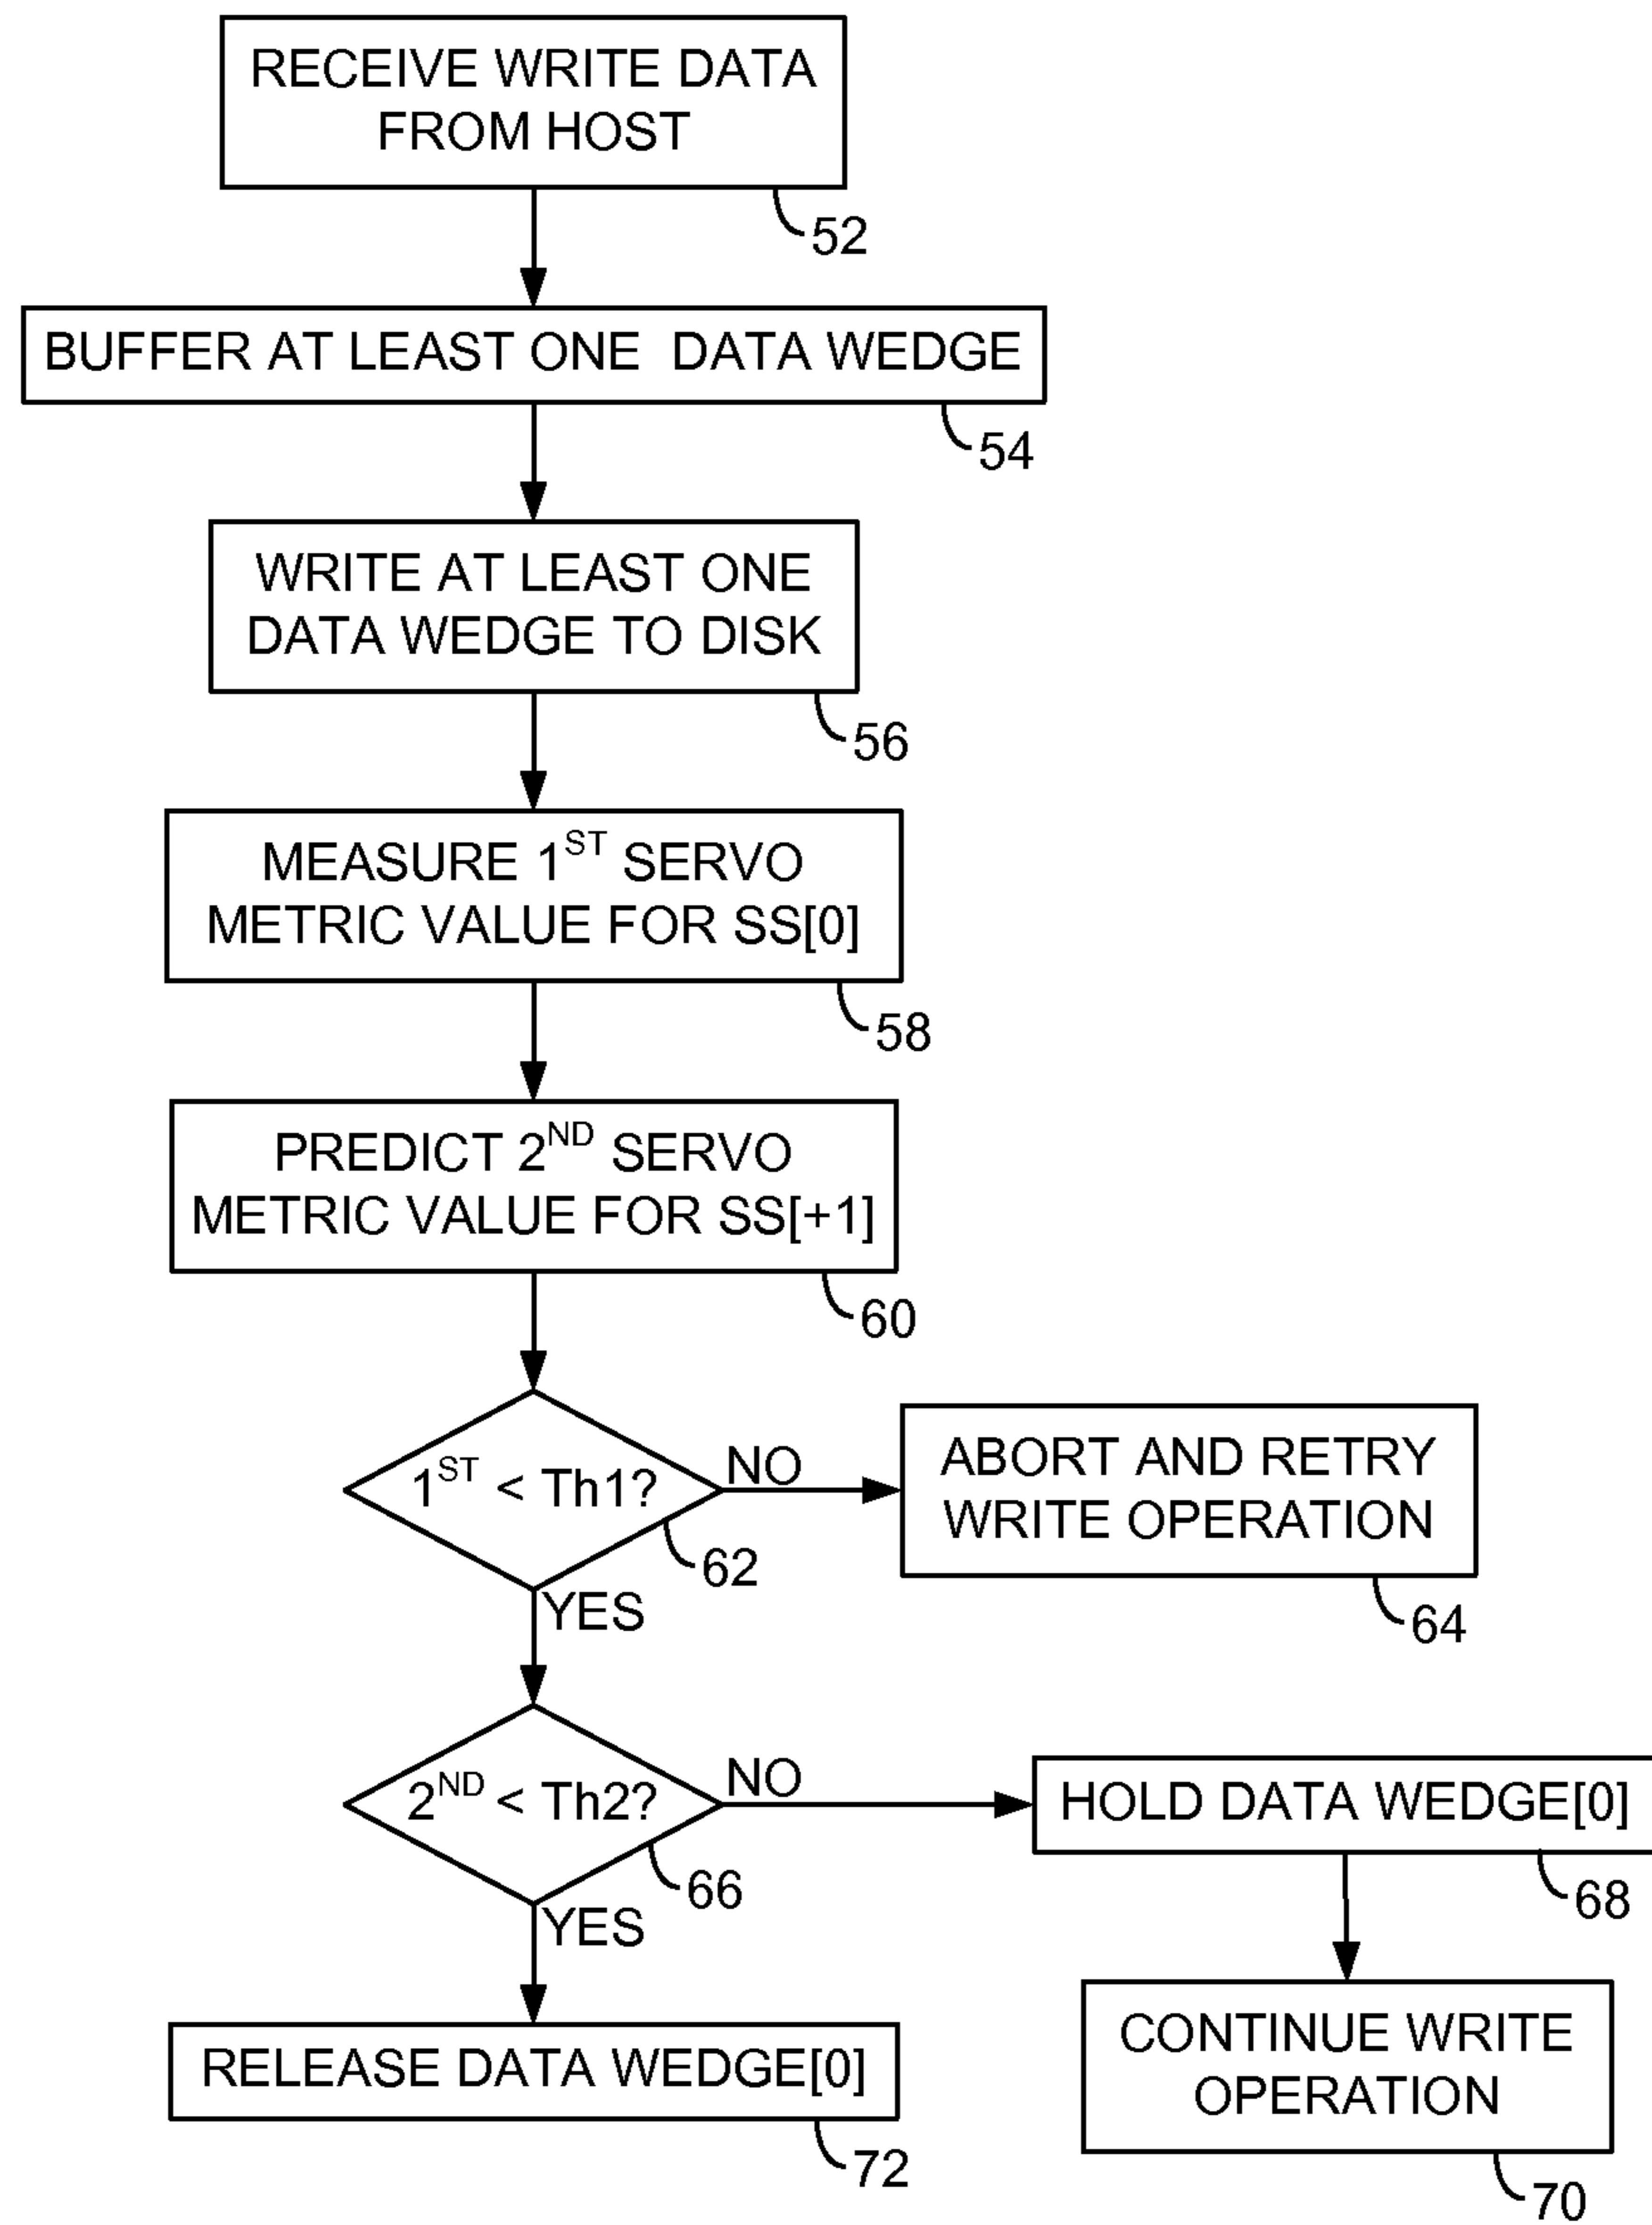 RECEIVE WRITE DATA
FROM HOST
52
BUFFER AT LEAST ONE DATA WEDGE
54
WRITE AT LEAST ONE
DATA WEDGE TO DISK
56
MEASURE 1ST SERVO
METRIC VALUE FOR SS[0]
58
PREDICT 2ND SERVO
METRIC VALUE FOR SS[+1]
60
1ST < Th1?
NO
62
YES
ABORT AND RETRY
WRITE OPERATION
64
2ND < Th2?
NO
66
YES
HOLD DATA WEDGE[0]
68
CONTINUE WRITE
OPERATION
70
RELEASE DATA WEDGE[0]
72